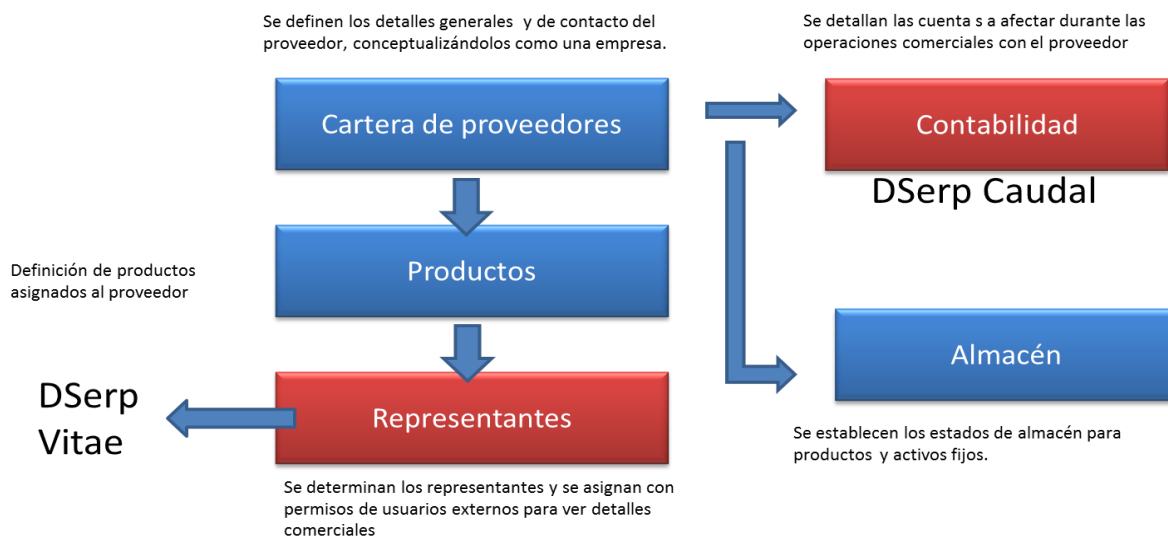 Se definen los detalles generales y de contacto del
proveedor, conceptualizándolos como una empresa.
Se detallan las cuenta s a afectar durante las
operaciones comerciales con el proveedor
Cartera de proveedores
Contabilidad
DSerp Caudal
Definición de productos
asignados al proveedor
Productos
Almacén
Se establecen los estados de almacén para
productos y activos fijos.
DSerp
Vitae
Representantes
Se determinan los representantes y se asignan con
permisos de usuarios externos para ver detalles
comerciales